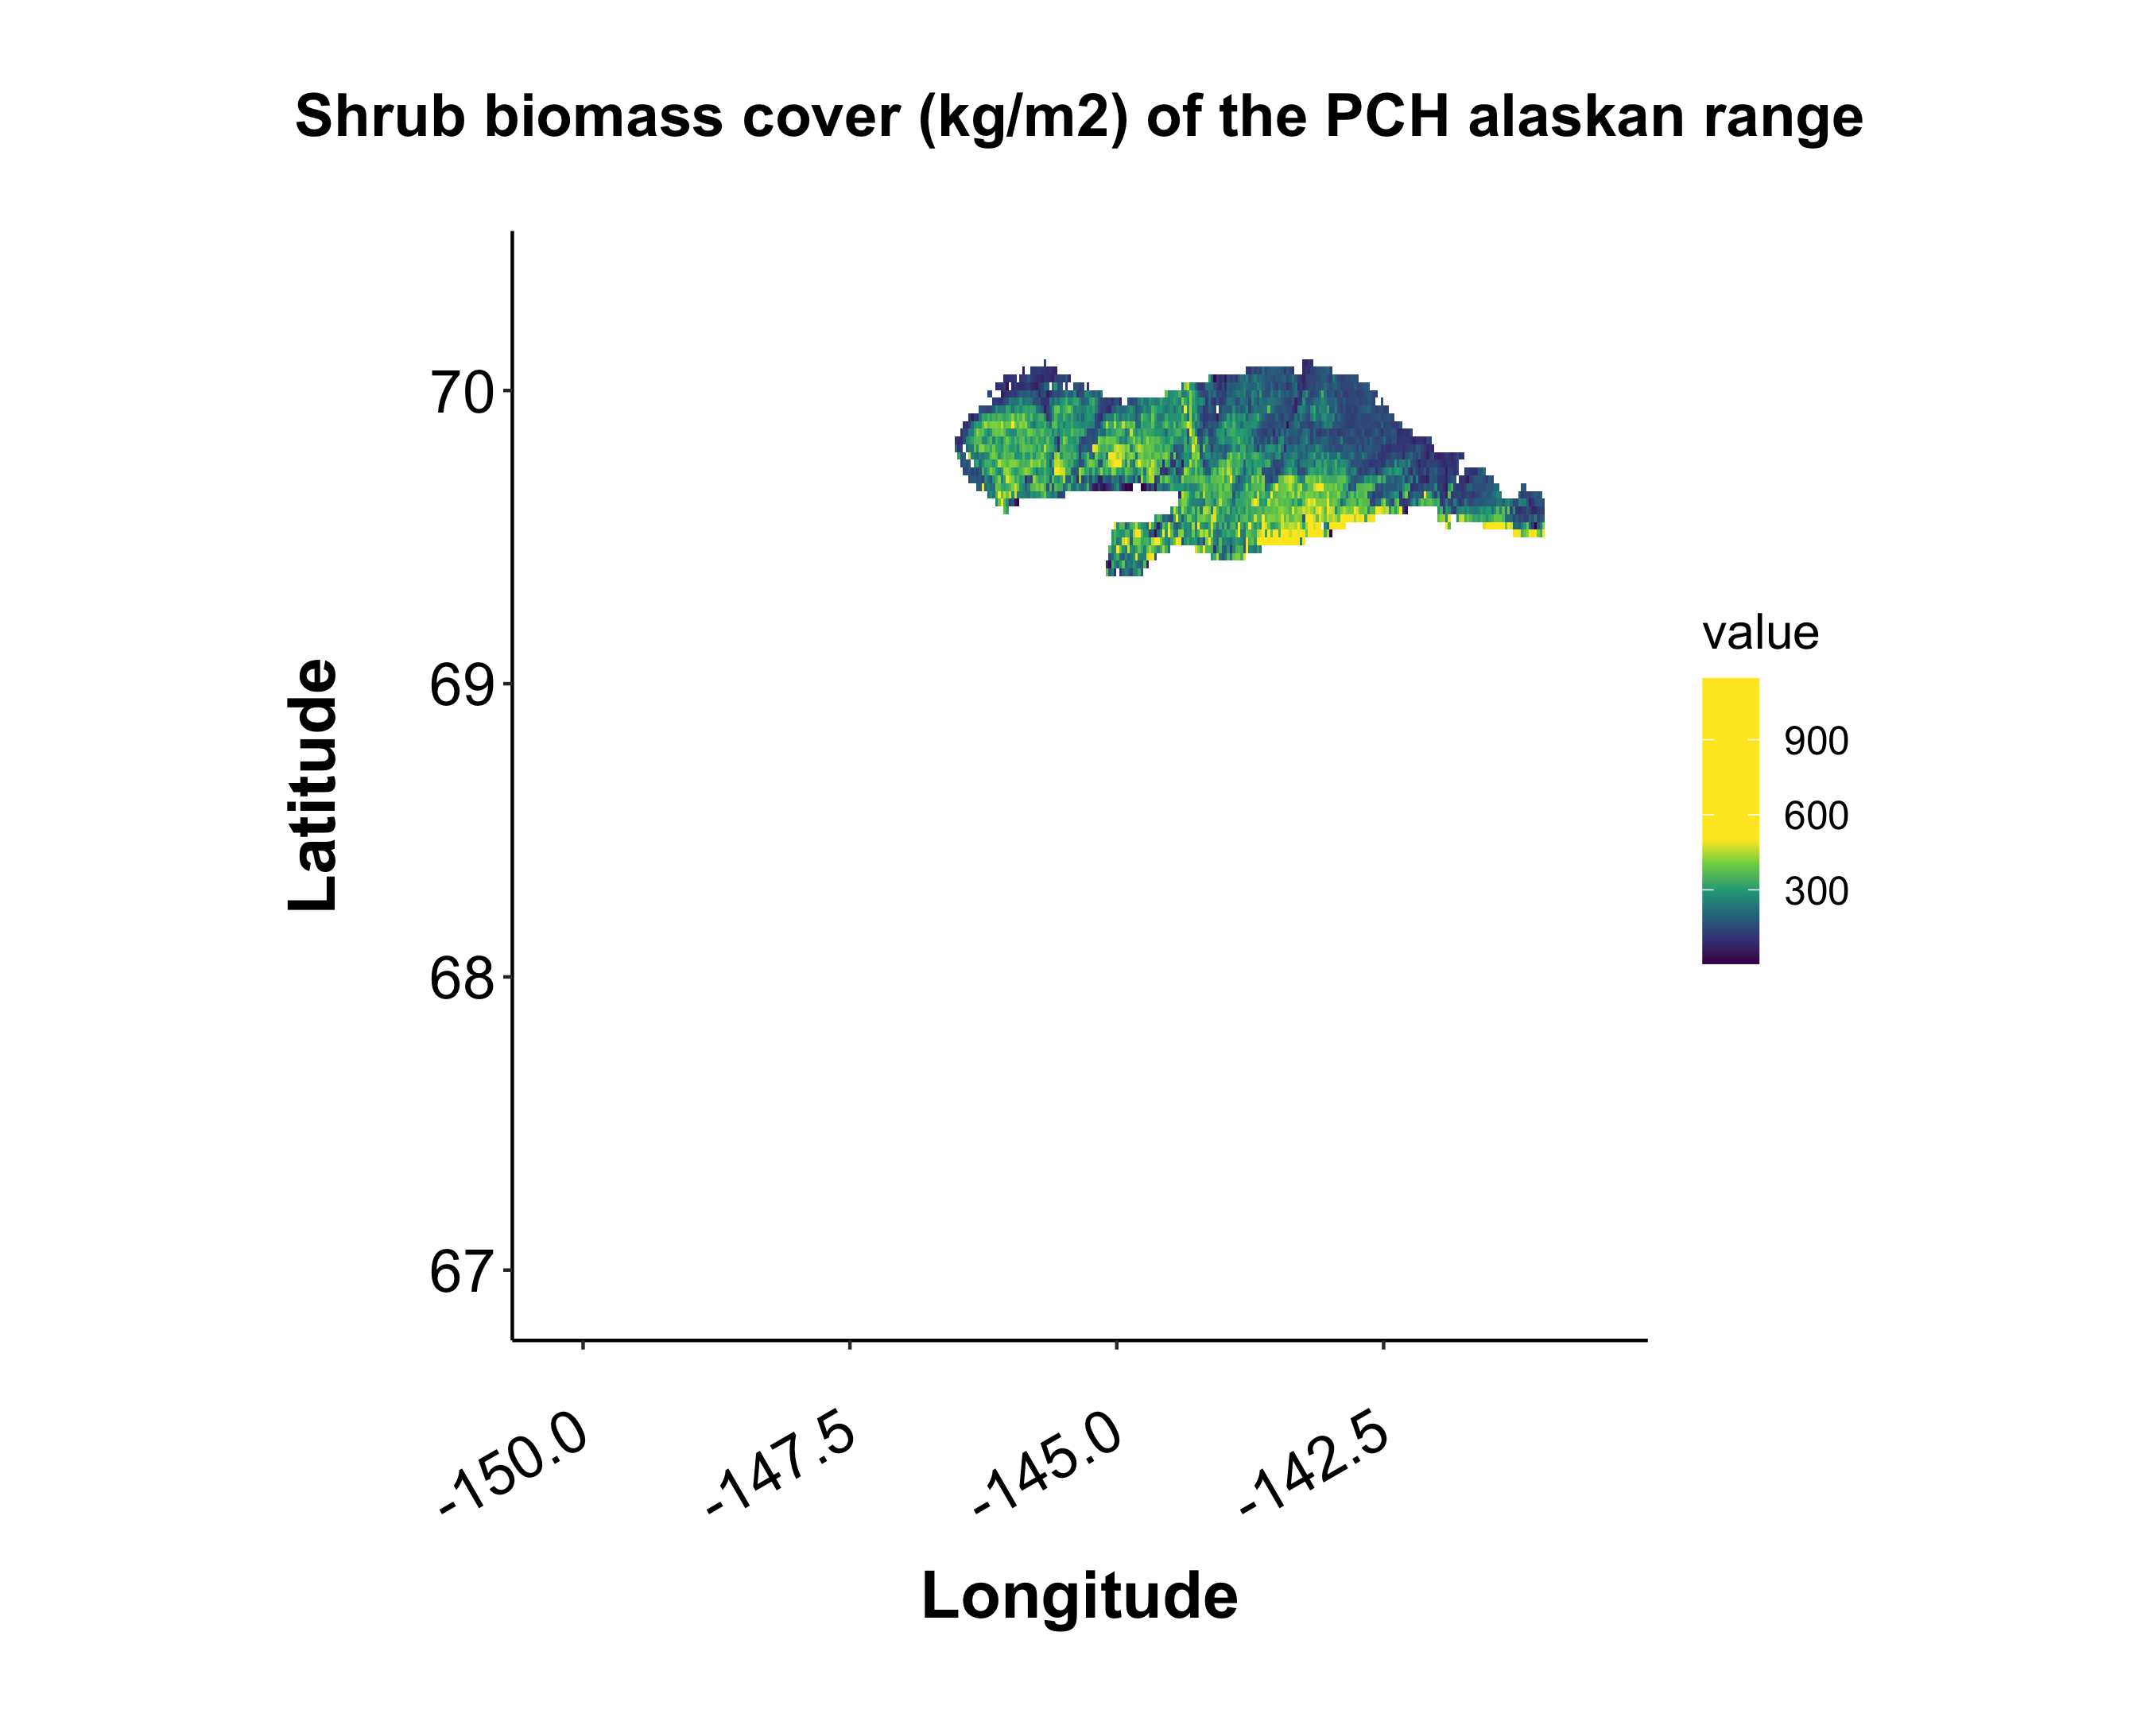 Shrub biomass cover (kg/m2) of the PCH alaskan range
Latitude
70
69
68
67
-150.0
-147.5
-145.0
-142.5
Longitude
value
900
600
300